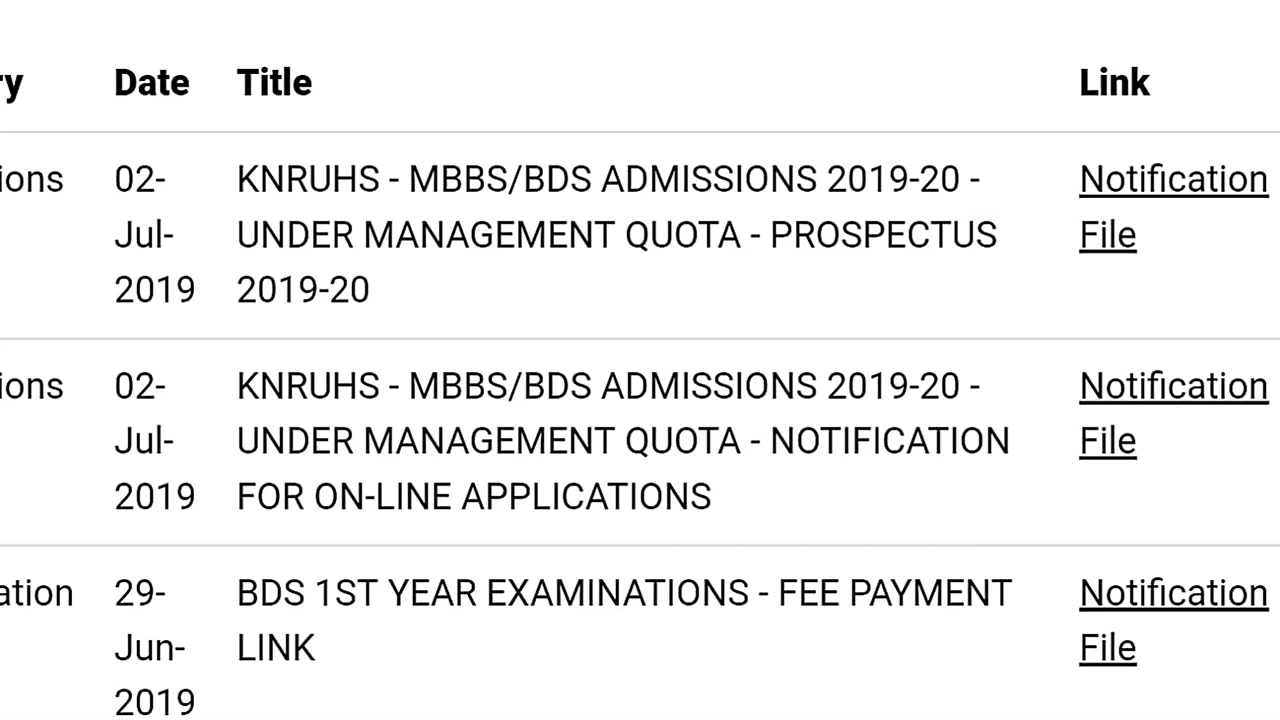 ry Date Title Link
ions 02- KNRUHS - MBBS/BDS ADMISSIONS 2019-20 - Notification
Jul- UNDER MANAGEMENT QUOTA - PROSPECTUS File
2019 2019-20
ions 02- KNRUHS - MBBS/BDS ADMISSIONS 2019-20 - Notification
Jul- UNDER MANAGEMENT QUOTA - NOTIFICATION File
2019 FOR ON-LINE APPLICATIONS
ation 29- BDS 1ST YEAR EXAMINATIONS - FEE PAYMENT Notification
Jun- LINK File
2019